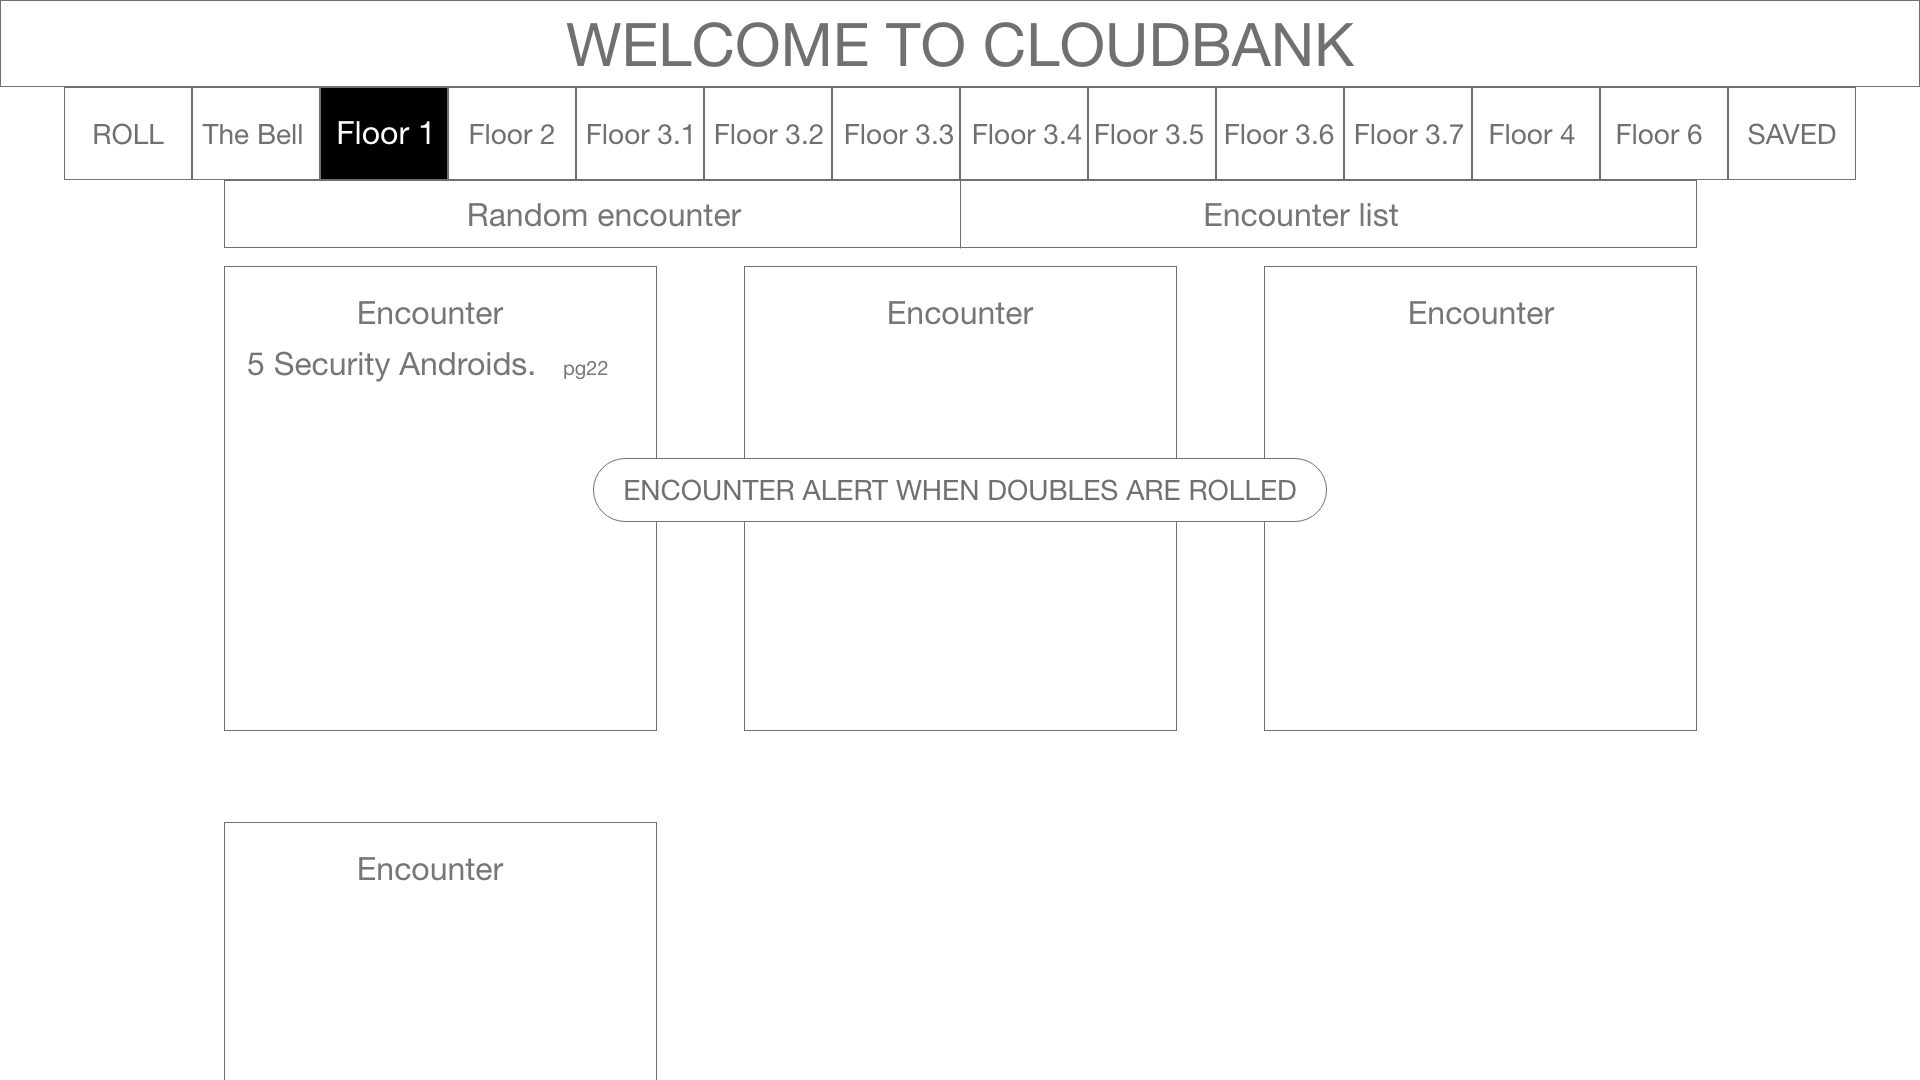 WELCOME TO CLOUDBANK
ROLL
The Bell
Floor 1
Floor 2
Floor 3.1
Floor 3.2
Floor 3.3
Floor 3.4
Floor 3.5
Floor 3.6
Floor 3.7
Floor 4
Floor 6
SAVED
Random encounter
Encounter list
Encounter
5 Security Androids. pg22
Encounter
Encounter
ENCOUNTER ALERT WHEN DOUBLES ARE ROLLED
Encounter